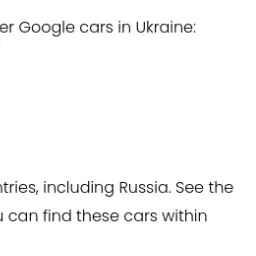 er Google cars in Ukraine:
ntries, including Russia. See the
u can find these cars within